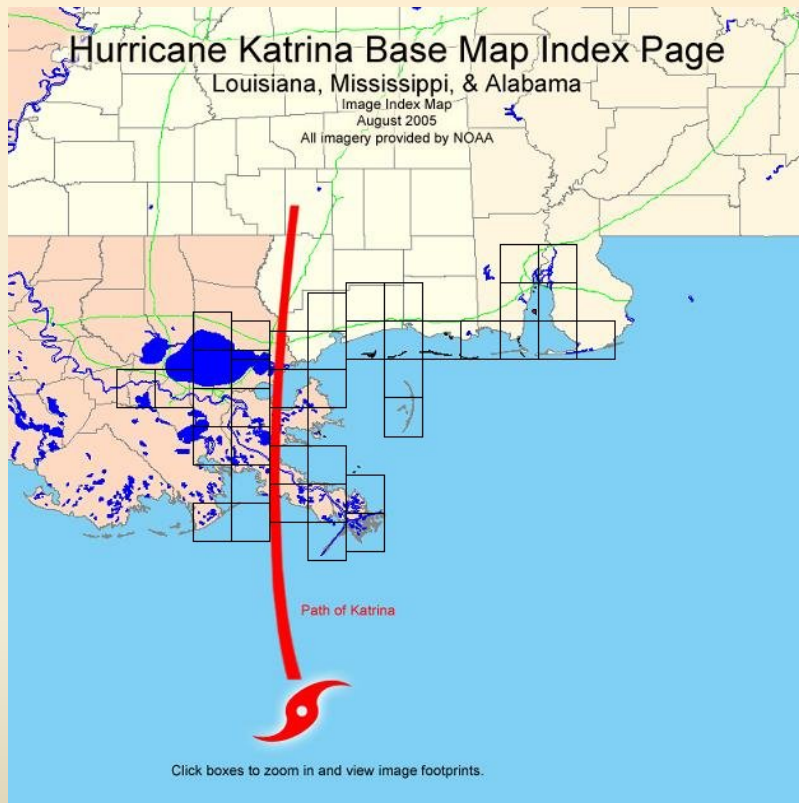 Hurricane Katrina Base Map Index Page
Louisiana, Mississippi, & Alabama
Image Index Map
August 2005
All imagery provided by NOAA
Path of Katrina
Click boxes to zoom in and view image footprints.